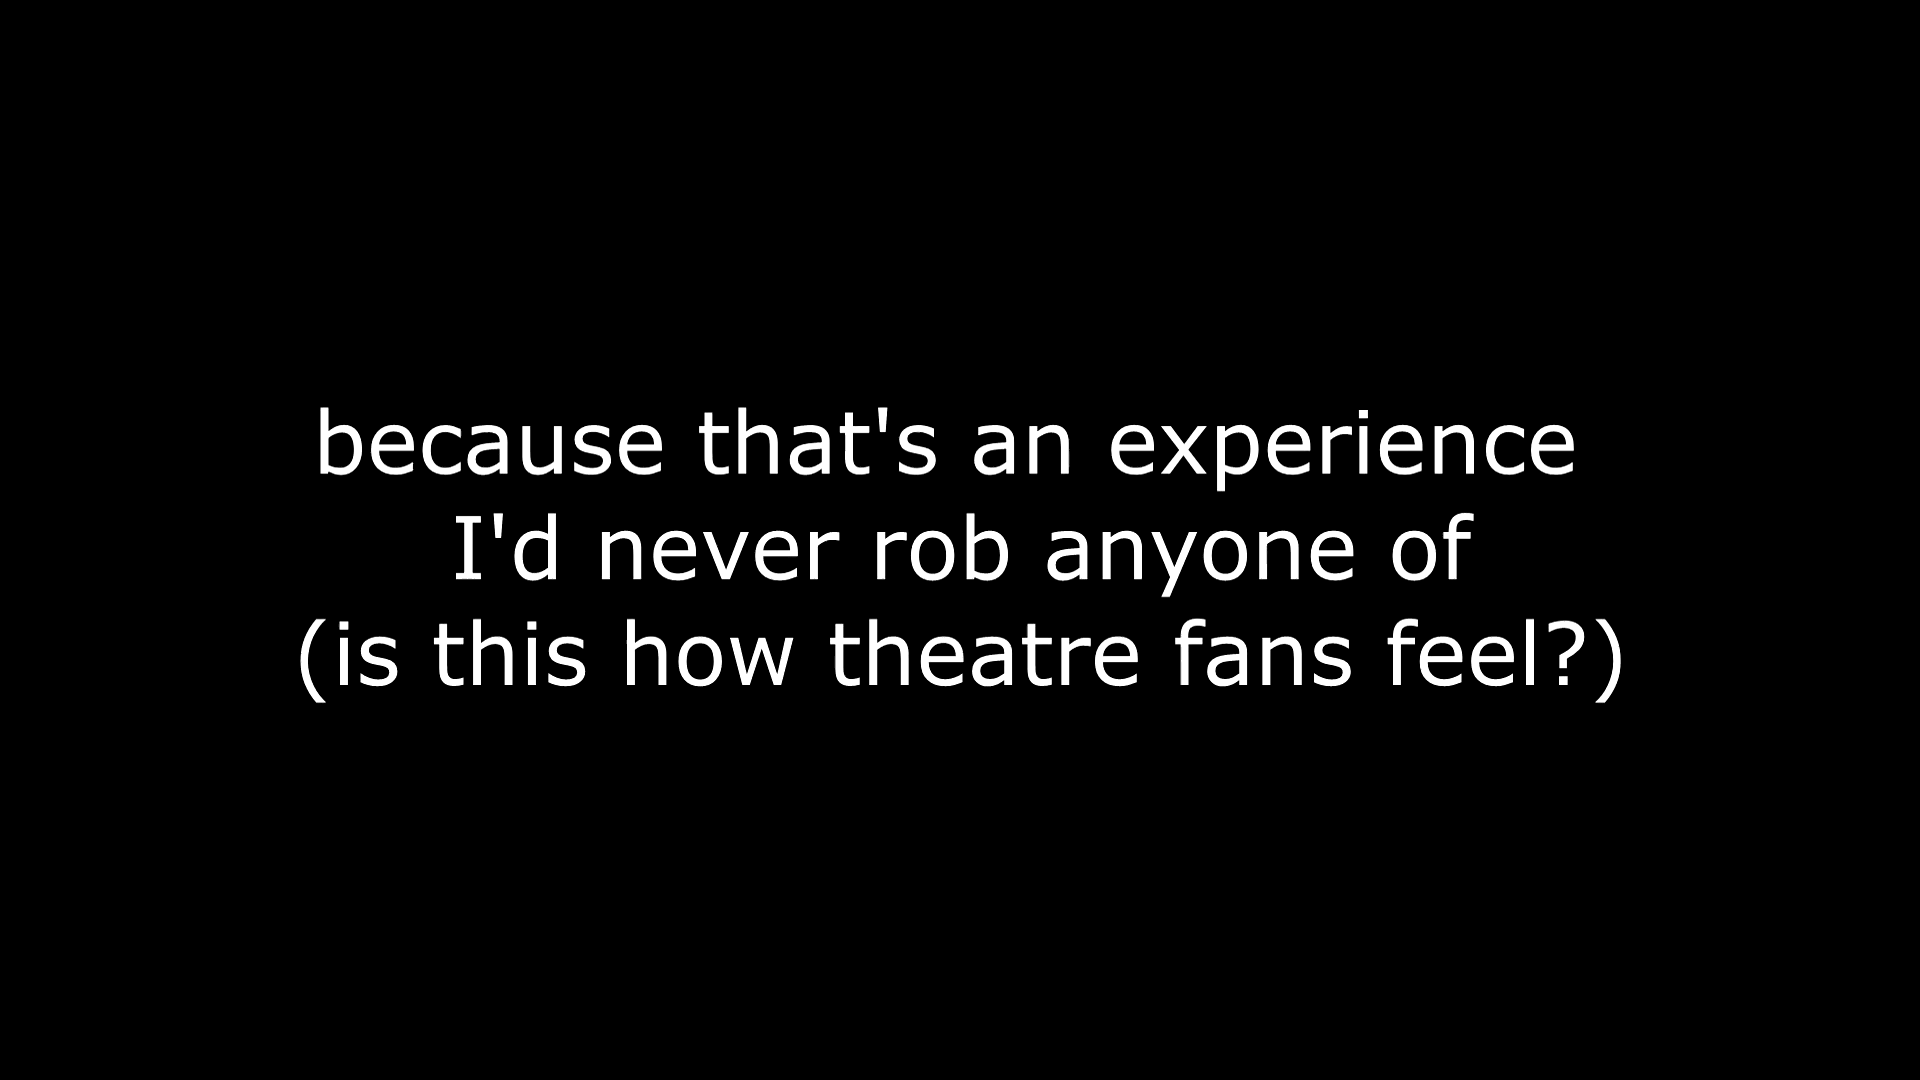 because that's an experience
I'd never rob anyone of
(is this how theatre fans feel?)